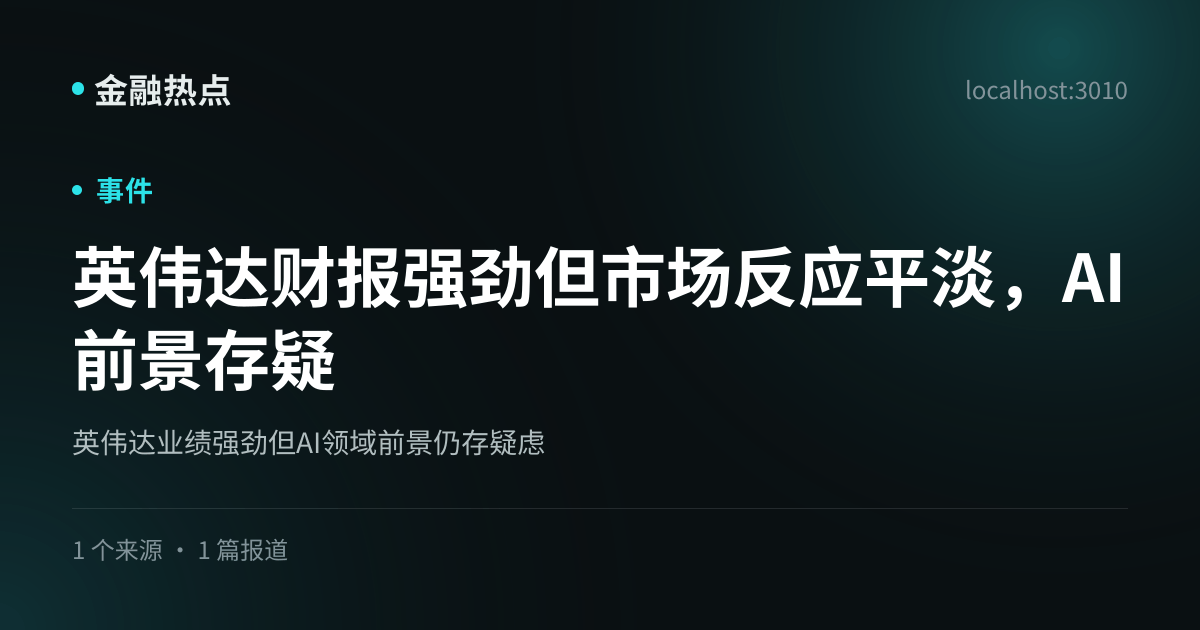 金融热点
localhost:3010
事件
英伟达财报强劲但市场反应平淡，AI
前景存疑
英伟达业绩强劲但AI领域前景仍存疑虑
1 个来源 · 1 篇报道